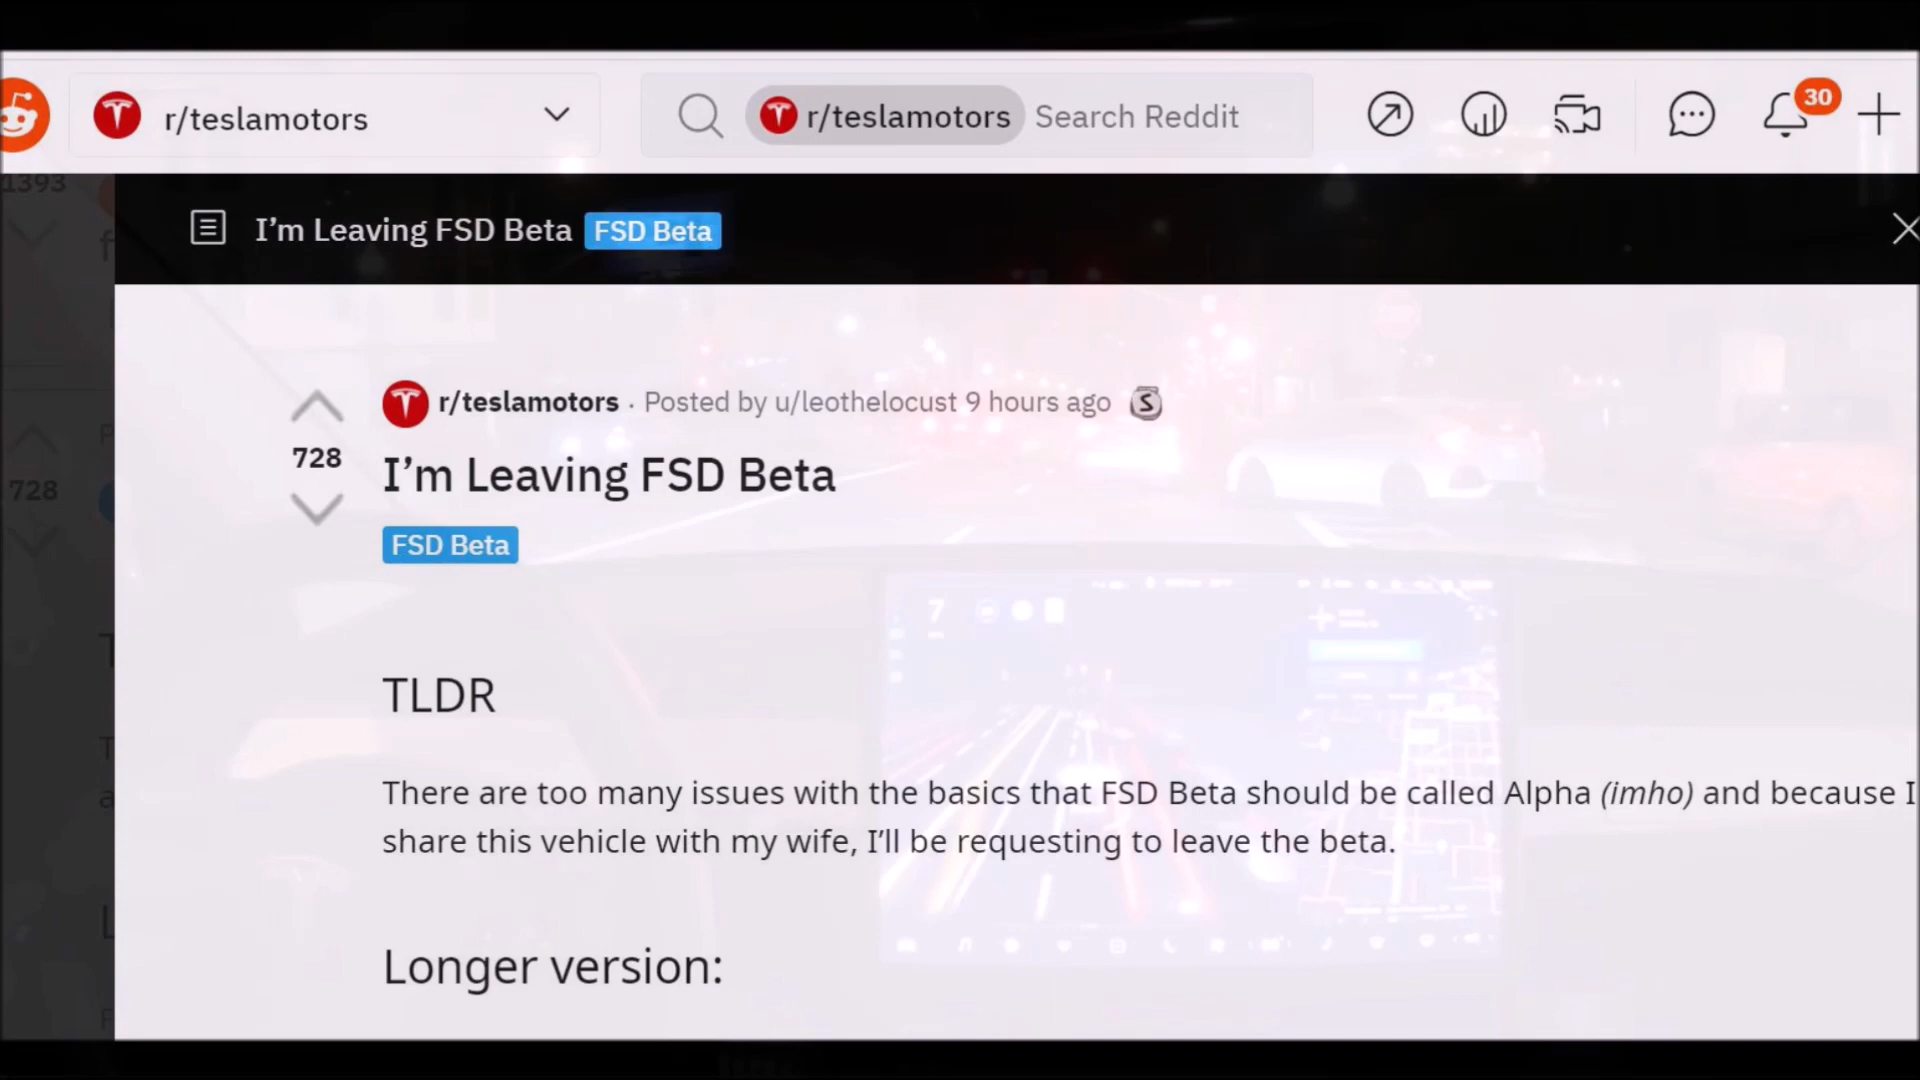 r/teslamotors
r/teslamotors Search Reddit
30
1393
I'm Leaving FSD Beta FSD Beta
r/teslamotors · Posted by u/leothelocust 9 hours ago
728
I'm Leaving FSD Beta
728
FSD Beta
7
TLDR
There are too many issues with the basics that FSD Beta should be called Alpha (imho) and because I
share this vehicle with my wife, I'll be requesting to leave the beta.
Longer version: